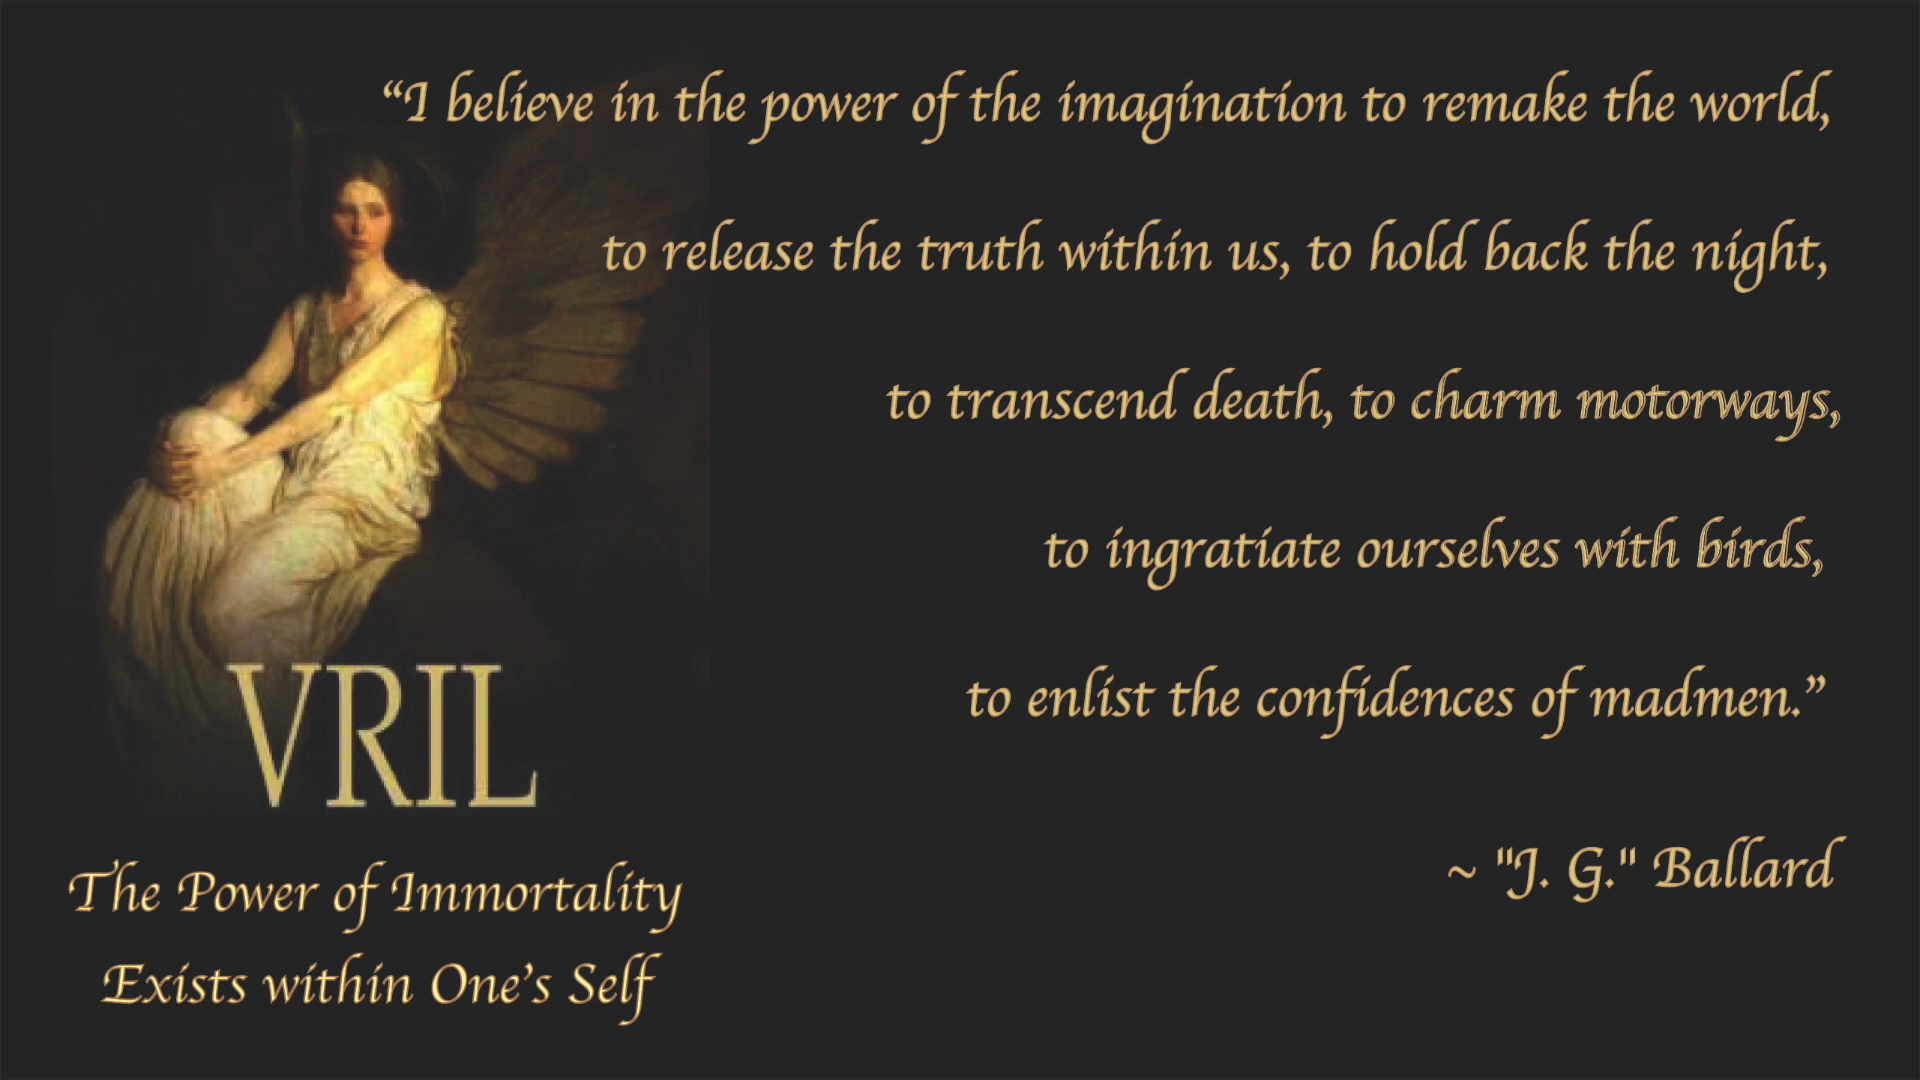 “I believe in the power of the imagination to remake the world,
to release the truth within us, to hold back the night,
to transcend death, to charm motorways,
to ingratiate ourselves with birds,
to enlist the confidences of madmen.”
~ "J. G." Ballard
VRIL
The Power of Immortality
Exists within One’s Self